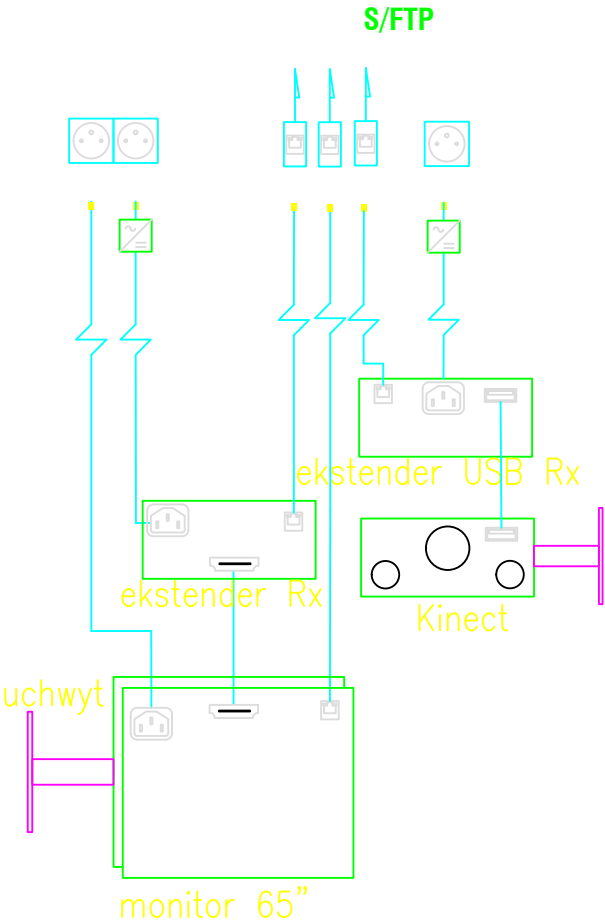 S/FTP
ekstender USB Rx
ekstender Rx
Kinect
uchwyt
monitor 65”